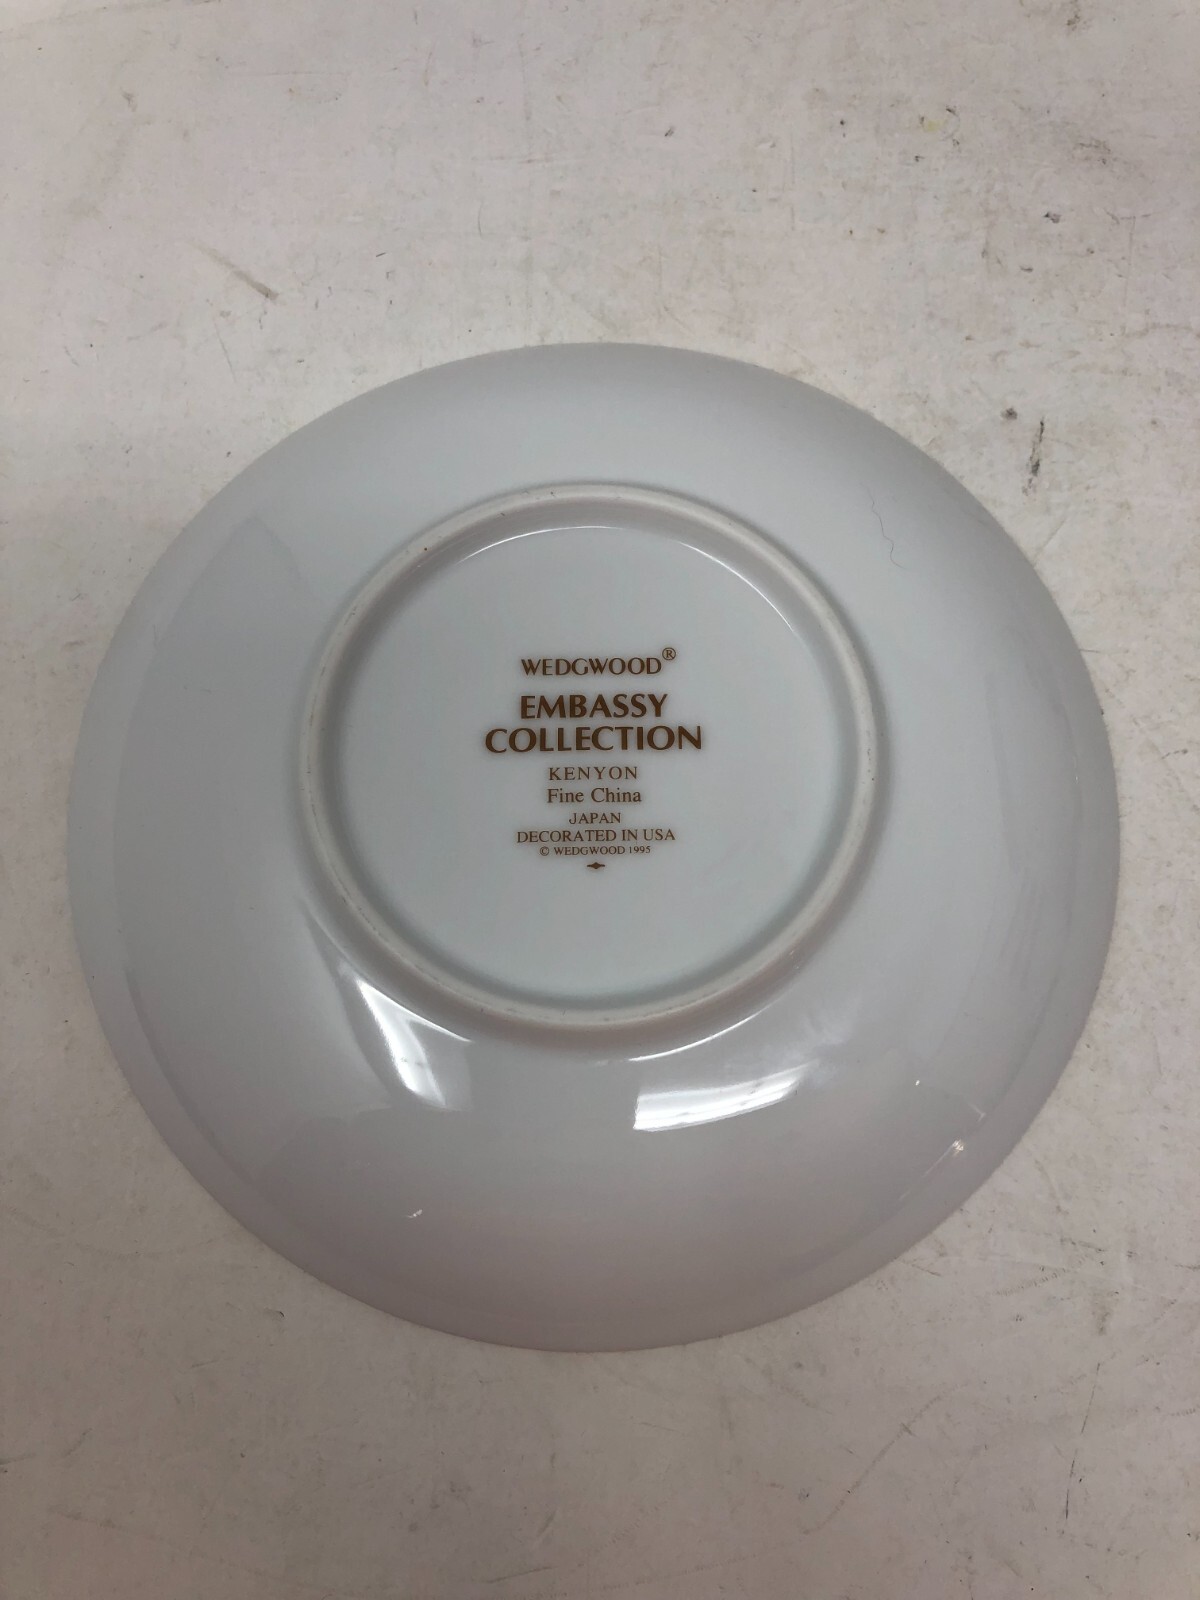 WEDGWOOD®
EMBASSY
COLLECTION
KENYON
Fine China
JAPAN
DECORATED IN USA
© WEDGWOOD 1995